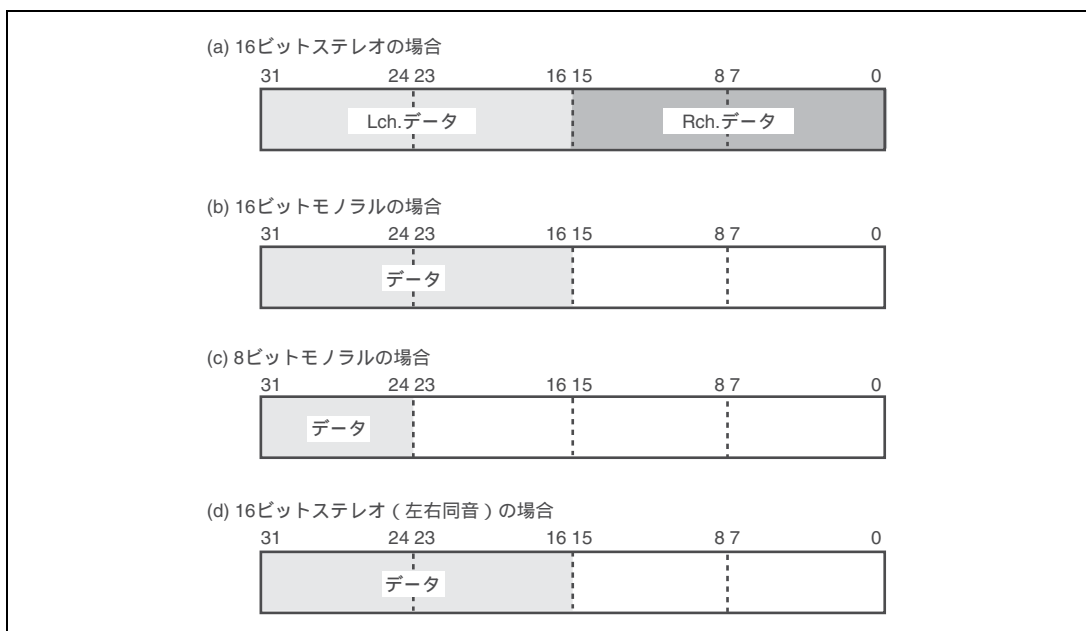 (a) 16ビットステレオの場合
31 24 23 16 15 8 7 0
Lch.データ Rch.データ
(b) 16ビットモノラルの場合
31 24 23 16 15 8 7 0
データ
(c) 8ビットモノラルの場合
31 24 23 16 15 8 7 0
データ
(d) 16ビットステレオ（左右同音）の場合
31 24 23 16 15 8 7 0
データ